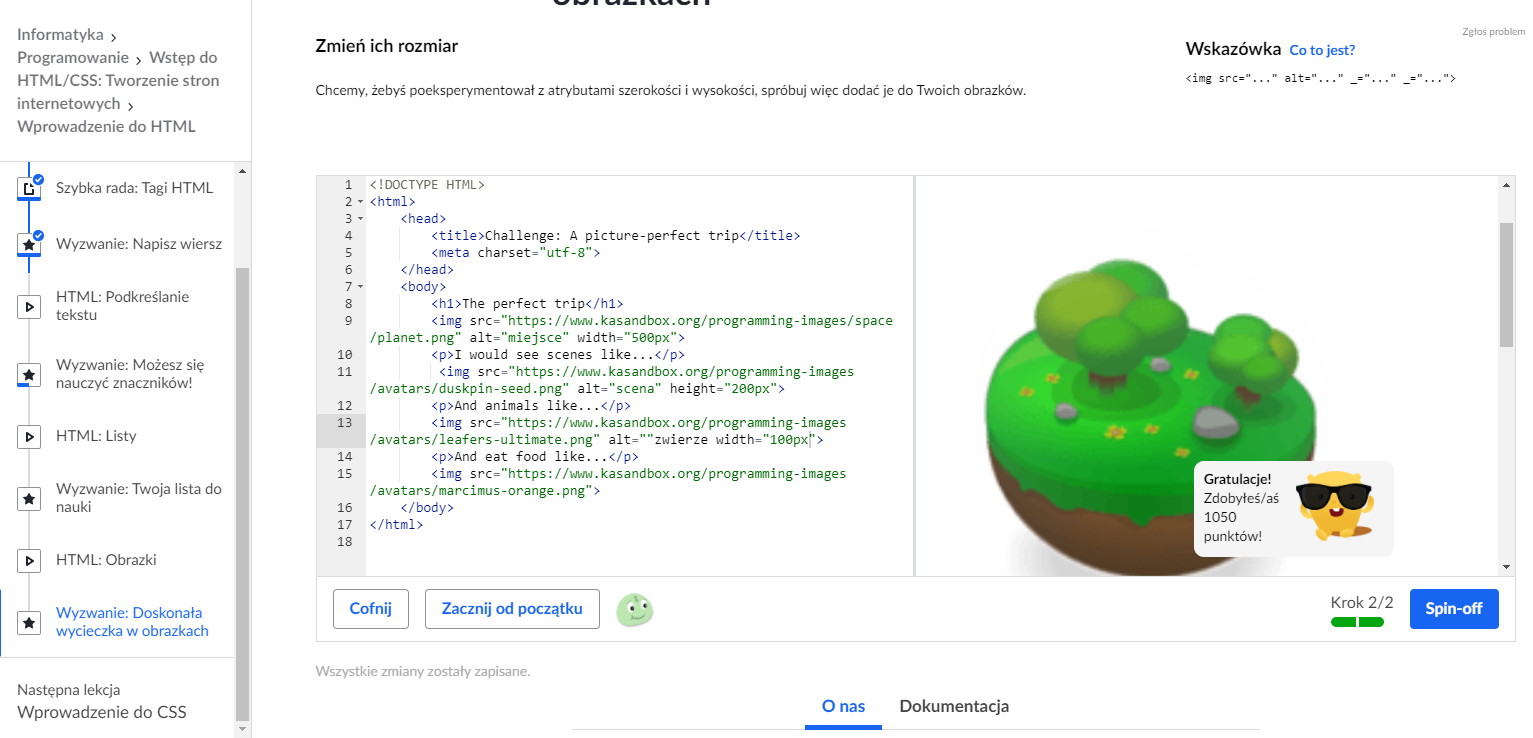 obrazkach
Informatyka
Programowanie Wstęp do
HTML/CSS: Tworzenie stron
internetowych
Wprowadzenie do HTML
Szybka rada: Tagi HTML
Wyzwanie: Napisz wiersz
HTML: Podkreślanie
tekstu
Wyzwanie: Możesz się
nauczyć znaczników!
HTML: Listy
Wyzwanie: Twoja lista do
nauki
HTML: Obrazki
Wyzwanie: Doskonała
wycieczka w obrazkach
Następna lekcja
Wprowadzenie do CSS
Zmień ich rozmiar
Chcemy, żebyś poeksperymentował z atrybutami szerokości i wysokości, spróbuj więc dodać je do Twoich obrazków.
Zgłoś problem
Wskazówka Co to jest?
<img src="..." alt="..." _="..." _="...">
1 <!DOCTYPE HTML>
2 <html>
3 <head>
4 <title>Challenge: A picture-perfect trip</title>
5 <meta charset="utf-8">
6 </head>
7 <body>
8 <h1>The perfect trip</h1>
9 <img src="https://www.kasandbox.org/programming-images/space
/planet.png" alt="miejsce" width="500px">
10 <p>I would see scenes like...</p>
11 <img src="https://www.kasandbox.org/programming-images
/avatars/duskpin-seed.png" alt="scena" height="200px">
12 <p>And animals like...</p>
13 <img src="https://www.kasandbox.org/programming-images
/avatars/leafers-ultimate.png" alt=""zwierze width="100px">
14 <p>And eat food like...</p>
15 <img src="https://www.kasandbox.org/programming-images
/avatars/marcimus-orange.png">
16 </body>
17 </html>
18
Gratulacje!
Zdobyłeś/aś
1050
punktów!
Cofnij
Zacznij od początku
Krok 2/2
Spin-off
Wszystkie zmiany zostały zapisane.
O nas
Dokumentacja